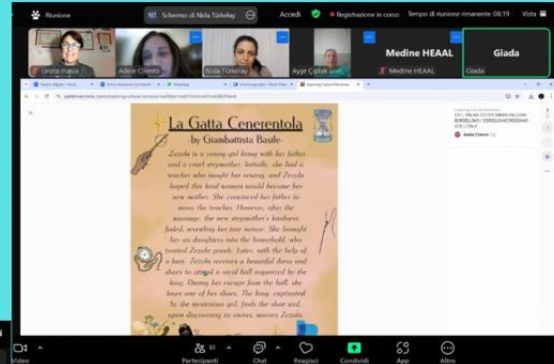 Riunione
NT Schermo di Nida Türkelay
Accedi
Registrazione in corso
Tempo di riunione rimanente: 08:19
Vista
cinzia masia
Adele Cilento
Nida Türkelay
Ayşe Çıplak
Medine HEAAL
Medine HEAAL
Giada
Giada
La Gatta Cenerentola
-by Giambattista Basile-
Zezola is a young girl living with her father
and a cruel stepmother. Initially, she had a
teacher who taught her sewing, and Zezola
hoped this kind woman would become her
new mother. She convinced her father to
marry the teacher. However, after the
marriage, the new stepmother's kindness
faded, revealing her true nature. She brought
her six daughters into the household, who
treated Zezola poorly. Later, with the help of
a fairy, Zezola receives a beautiful dress and
shoes to attend a royal ball organized by the
king. During her escape from the ball, she
loses one of her shoes. The king, captivated
by the mysterious girl, finds the shoe and,
upon discovering its owner, marries Zezola.
Adele Cilento
Video
Partecipanti
61
Chat
Reagisci
Condividi
App
Altro